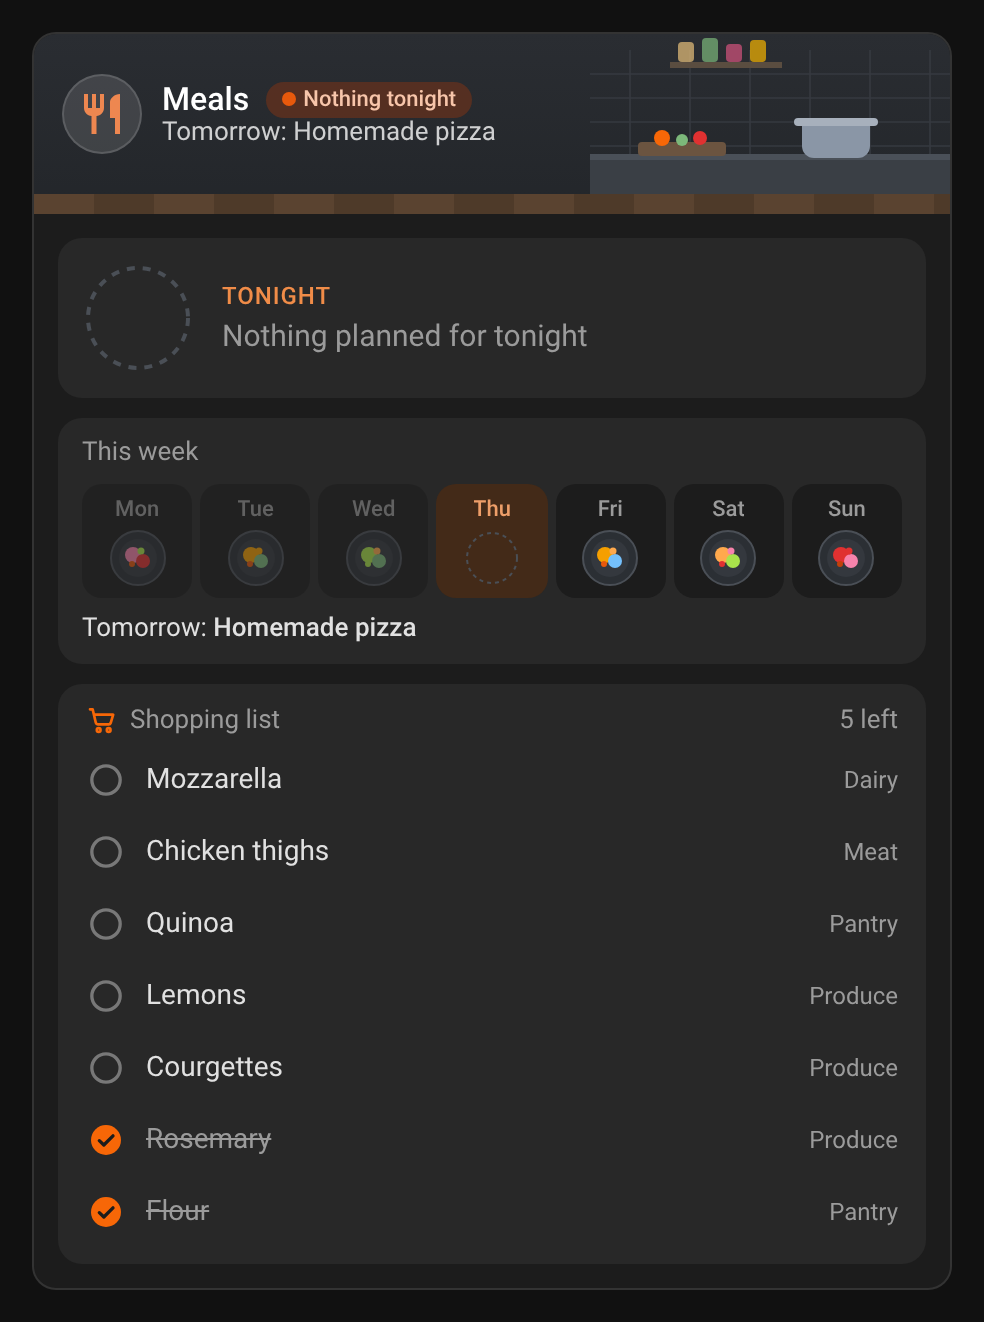 Meals
Nothing tonight
Tomorrow: Homemade pizza
TONIGHT
Nothing planned for tonight
This week
Mon Tue Wed Thu Fri Sat Sun
Tomorrow: Homemade pizza
Shopping list 5 left
Mozzarella Dairy
Chicken thighs Meat
Quinoa Pantry
Lemons Produce
Courgettes Produce
Rosemary Produce
Flour Pantry